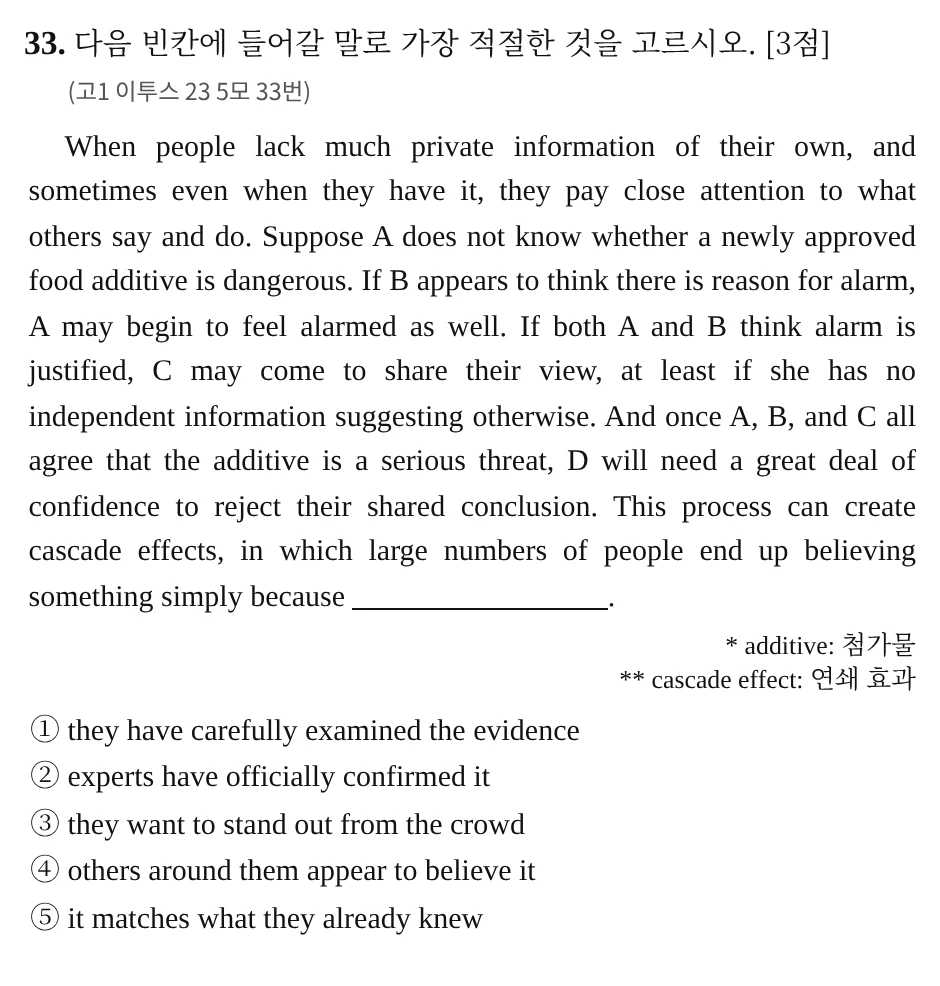 33. 다음 빈칸에 들어갈 말로 가장 적절한 것을 고르시오. [3점]
(고1 이투스 23 5모 33번)
When people lack much private information of their own, and
sometimes even when they have it, they pay close attention to what
others say and do. Suppose A does not know whether a newly approved
food additive is dangerous. If B appears to think there is reason for alarm,
A may begin to feel alarmed as well. If both A and B think alarm is
justified, C may come to share their view, at least if she has no
independent information suggesting otherwise. And once A, B, and C all
agree that the additive is a serious threat, D will need a great deal of
confidence to reject their shared conclusion. This process can create
cascade effects, in which large numbers of people end up believing
something simply because ________________.
* additive: 첨가물
** cascade effect: 연쇄 효과
① they have carefully examined the evidence
② experts have officially confirmed it
③ they want to stand out from the crowd
④ others around them appear to believe it
⑤ it matches what they already knew